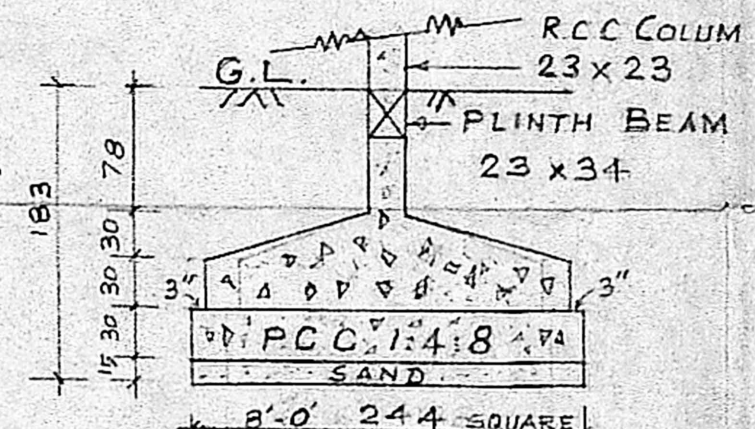 R.C.C COLUM
23 x 23
G.L.
PLINTH BEAM
23 x 34
183
78
30
30
30
15
3"
3"
P.C.C. 1:4:8
SAND
8'-0' 244 SQUARE